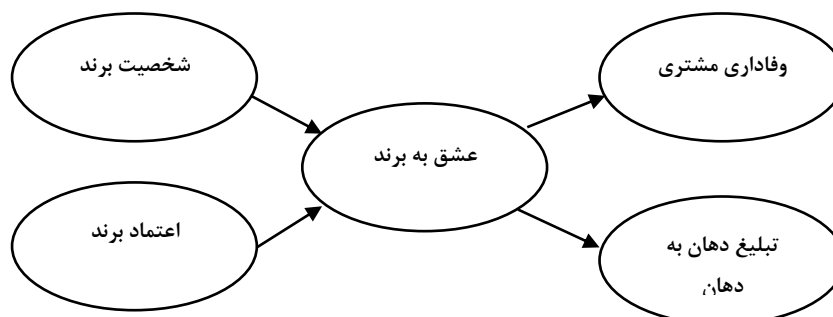 شخصیت برند
وفاداری مشتری
عشق به برند
اعتماد برند
تبلیغ دهان به
دهان